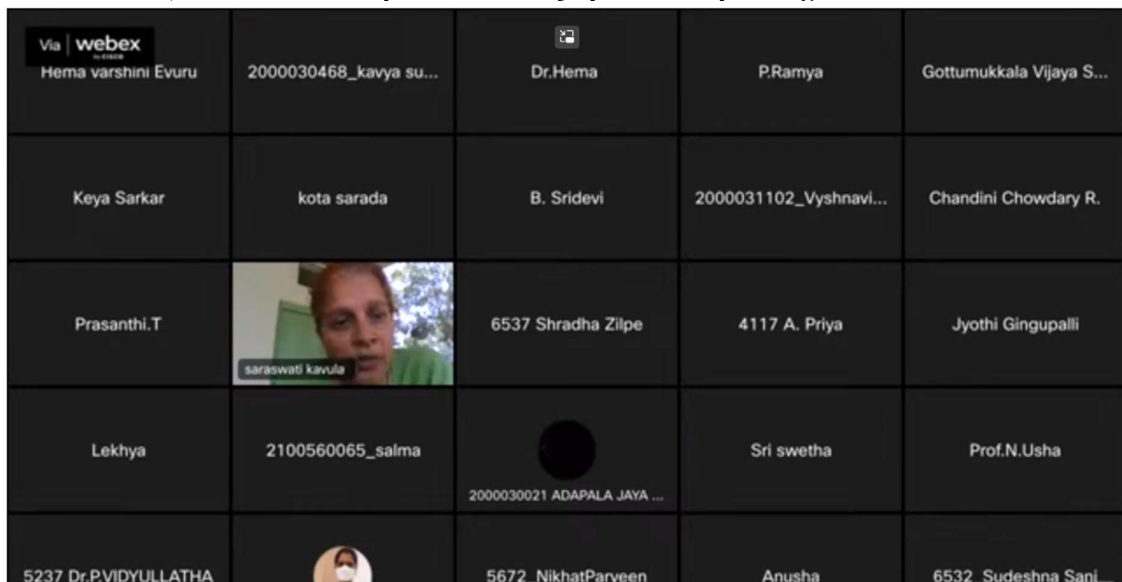 Via | webex
by CISCO
Hema varshini Evuru
2000030468_kavya su...
Dr.Hema
P.Ramya
Gottumukkala Vijaya S...
Keya Sarkar
kota sarada
B. Sridevi
2000031102_Vyshnavi...
Chandini Chowdary R.
Prasanthi.T
saraswati kavula
6537 Shradha Zilpe
4117 A. Priya
Jyothi Gingupalli
Lekhya
2100560065_salma
2000030021 ADAPALA JAYA ...
Sri swetha
Prof.N.Usha
5237 Dr.P.VIDYULLATHA
5672_NikhatParveen
Anusha
6532_Sudeshna Sani